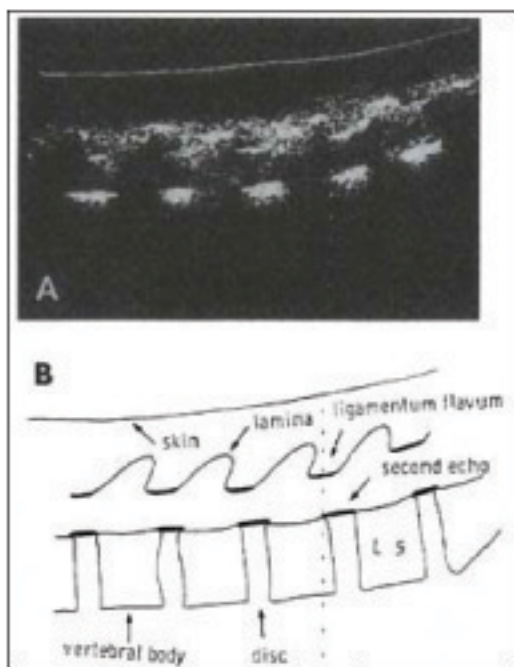 A
B
skin
lamina
ligamentum flavum
second echo
L 5
vertebral body
disc